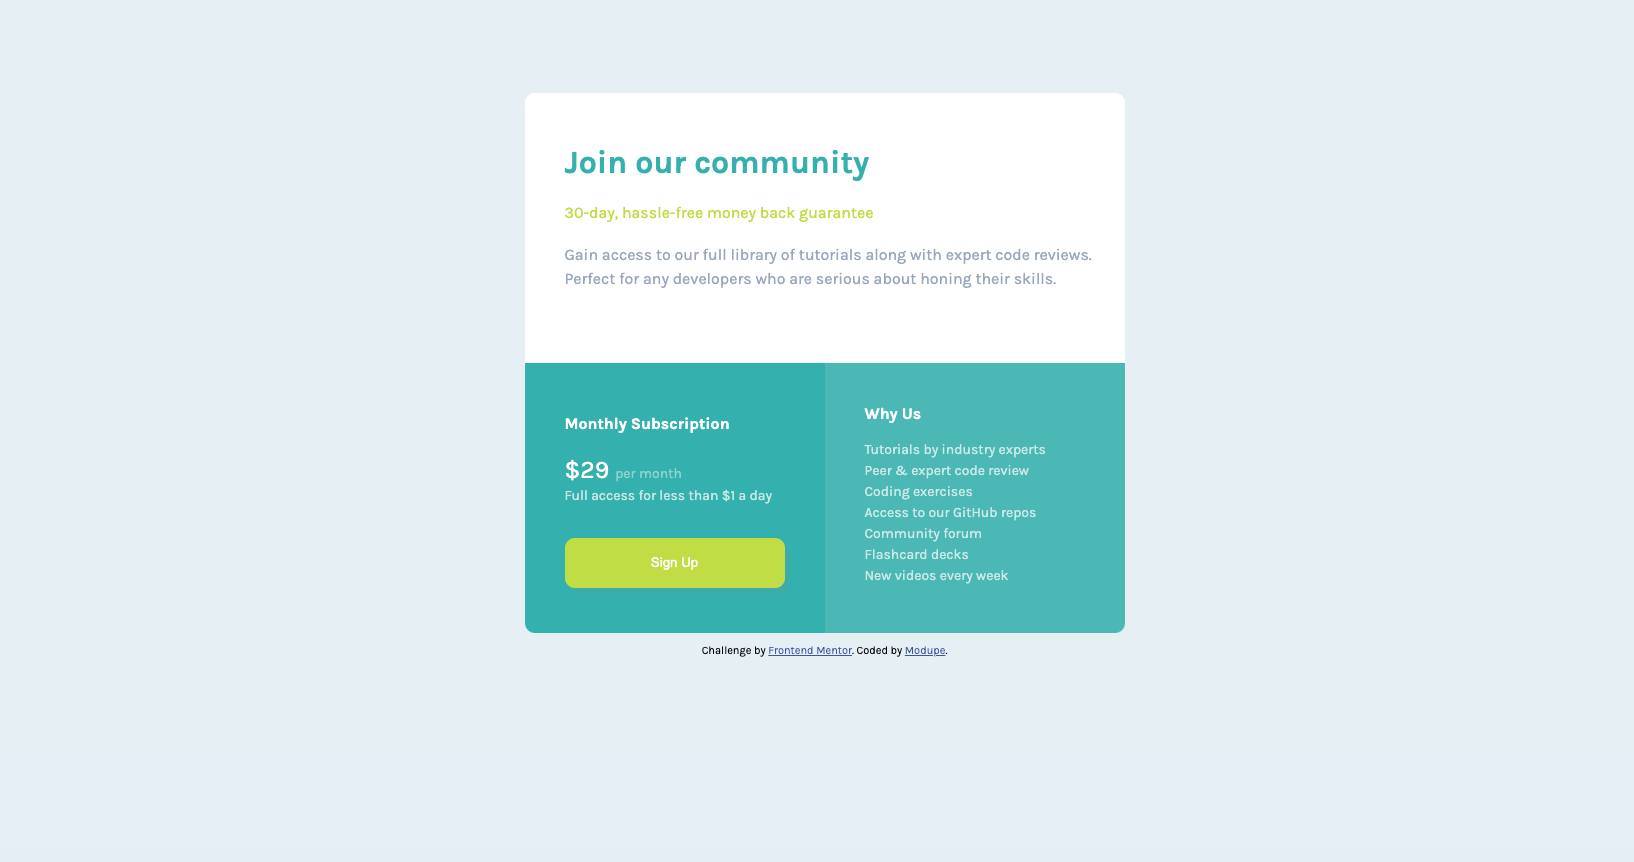 Join our community
30-day, hassle-free money back guarantee
Gain access to our full library of tutorials along with expert code reviews.
Perfect for any developers who are serious about honing their skills.
Monthly Subscription
$29 per month
Full access for less than $1 a day
Sign Up
Why Us
Tutorials by industry experts
Peer & expert code review
Coding exercises
Access to our GitHub repos
Community forum
Flashcard decks
New videos every week
Challenge by Frontend Mentor. Coded by Modupe.